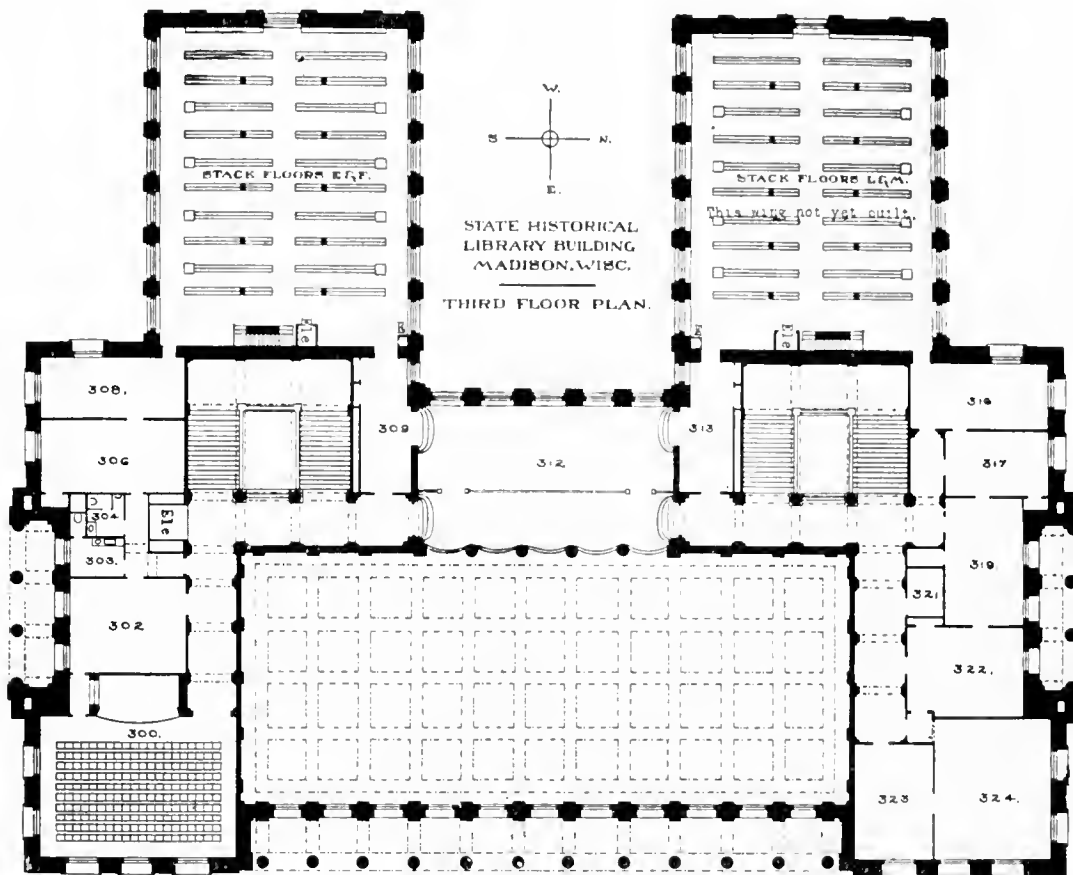 W.
S N.
E.
STATE HISTORICAL
LIBRARY BUILDING
MADISON, WISC.
THIRD FLOOR PLAN.
STACK FLOORS E & F.
STACK FLOORS L & M.
This wing not yet built.
Ele
Ele
308.
309
312
313
316
306
317
304
Ele
303.
319.
321
302
322.
300.
323
324.